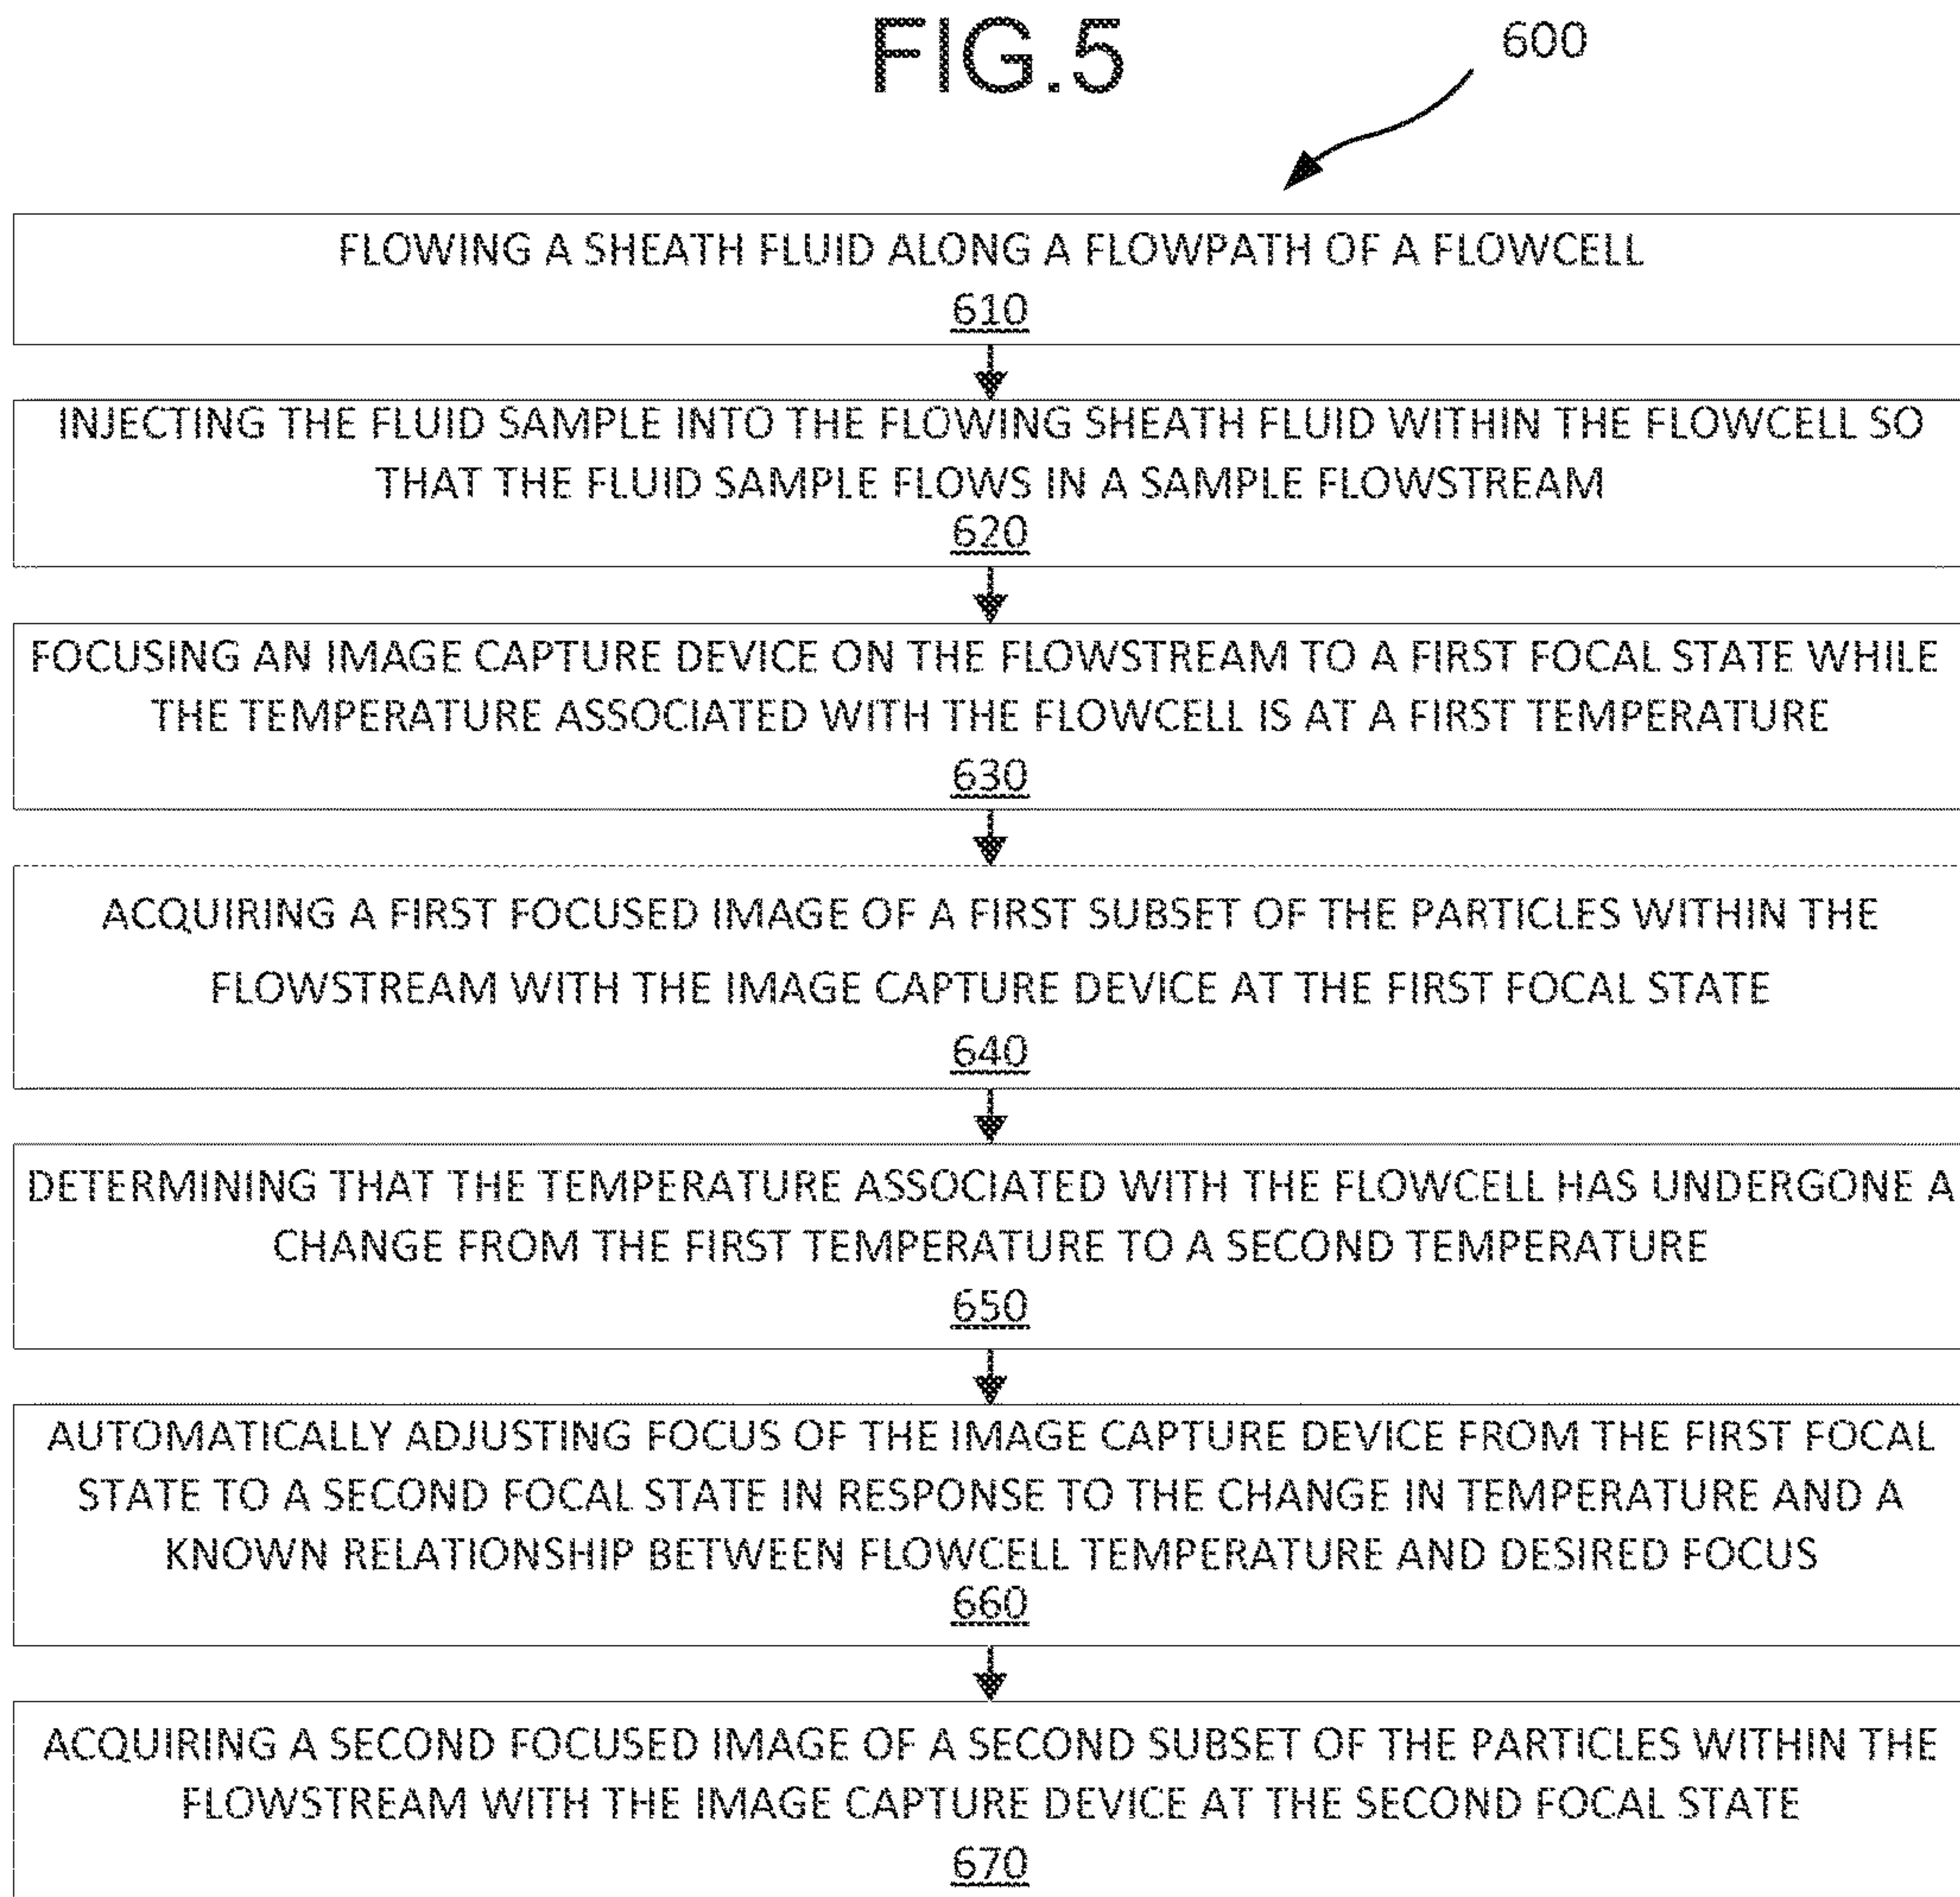 FIG.5
600
FLOWING A SHEATH FLUID ALONG A FLOWPATH OF A FLOWCELL
610
INJECTING THE FLUID SAMPLE INTO THE FLOWING SHEATH FLUID WITHIN THE FLOWCELL SO
THAT THE FLUID SAMPLE FLOWS IN A SAMPLE FLOWSTREAM
620
FOCUSING AN IMAGE CAPTURE DEVICE ON THE FLOWSTREAM TO A FIRST FOCAL STATE WHILE
THE TEMPERATURE ASSOCIATED WITH THE FLOWCELL IS AT A FIRST TEMPERATURE
630
ACQUIRING A FIRST FOCUSED IMAGE OF A FIRST SUBSET OF THE PARTICLES WITHIN THE
FLOWSTREAM WITH THE IMAGE CAPTURE DEVICE AT THE FIRST FOCAL STATE
640
DETERMINING THAT THE TEMPERATURE ASSOCIATED WITH THE FLOWCELL HAS UNDERGONE A
CHANGE FROM THE FIRST TEMPERATURE TO A SECOND TEMPERATURE
650
AUTOMATICALLY ADJUSTING FOCUS OF THE IMAGE CAPTURE DEVICE FROM THE FIRST FOCAL
STATE TO A SECOND FOCAL STATE IN RESPONSE TO THE CHANGE IN TEMPERATURE AND A
KNOWN RELATIONSHIP BETWEEN FLOWCELL TEMPERATURE AND DESIRED FOCUS
660
ACQUIRING A SECOND FOCUSED IMAGE OF A SECOND SUBSET OF THE PARTICLES WITHIN THE
FLOWSTREAM WITH THE IMAGE CAPTURE DEVICE AT THE SECOND FOCAL STATE
670